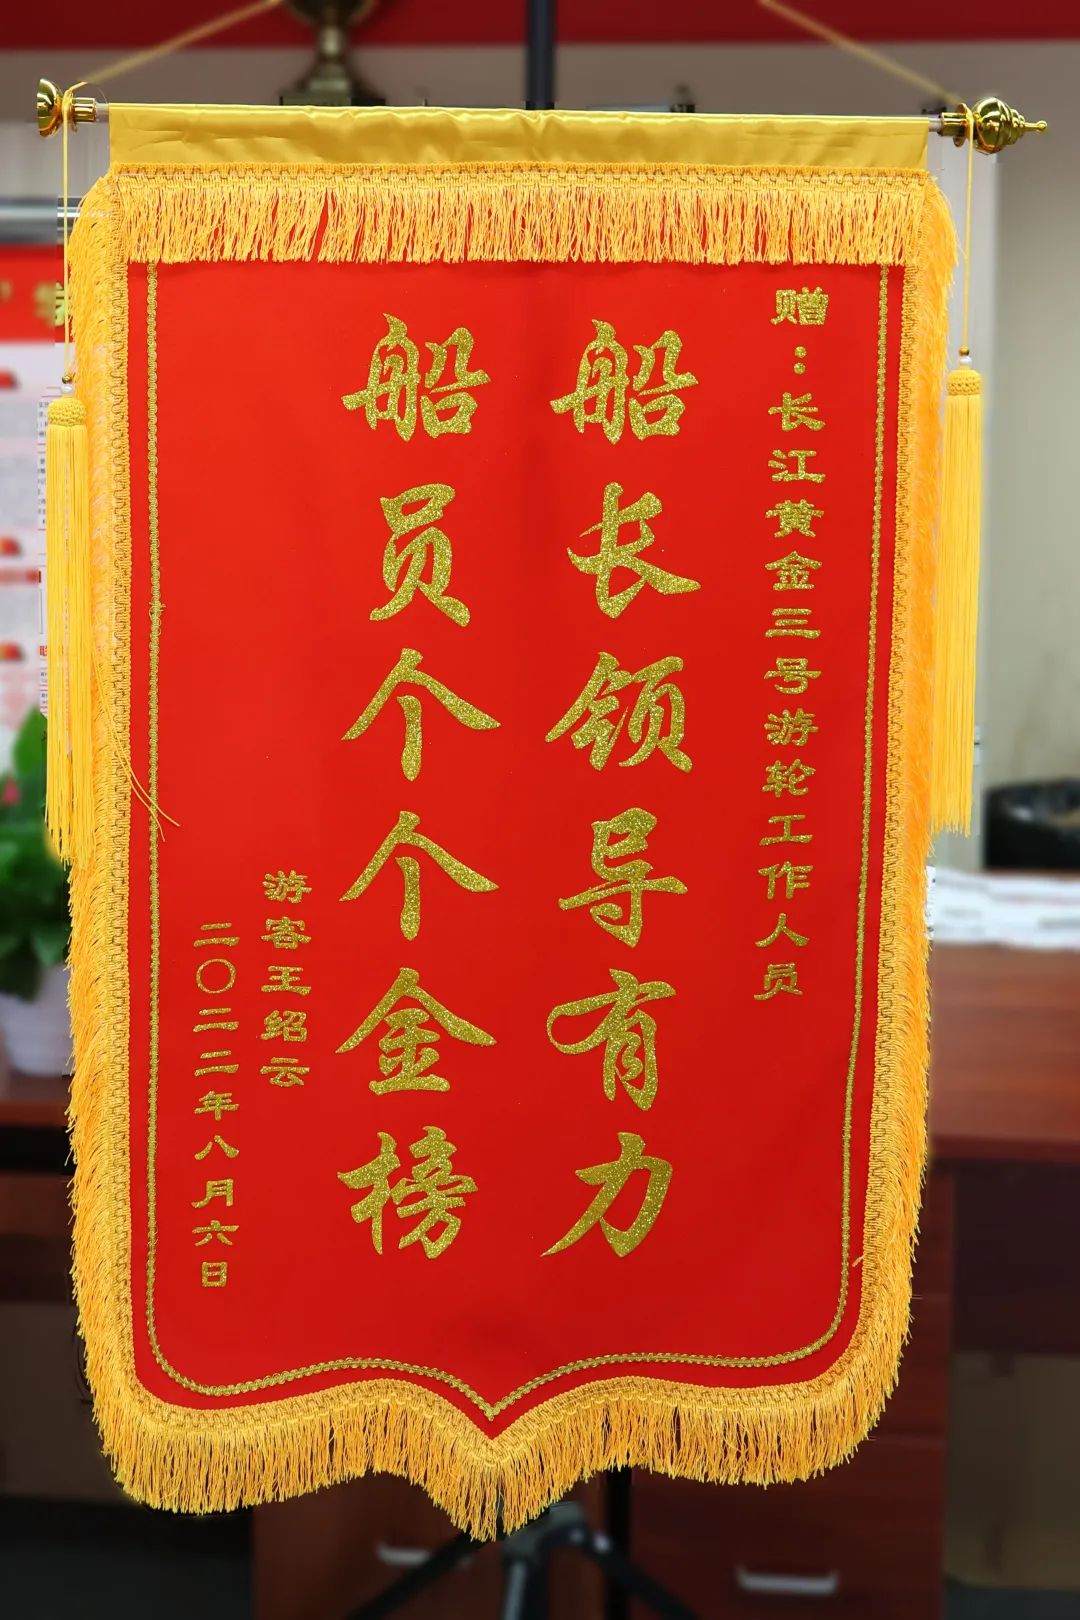 赠：长江黄金三号游轮工作人员
船长领导有力
船员个个金榜
游客王绍云
二〇二二年八月六日